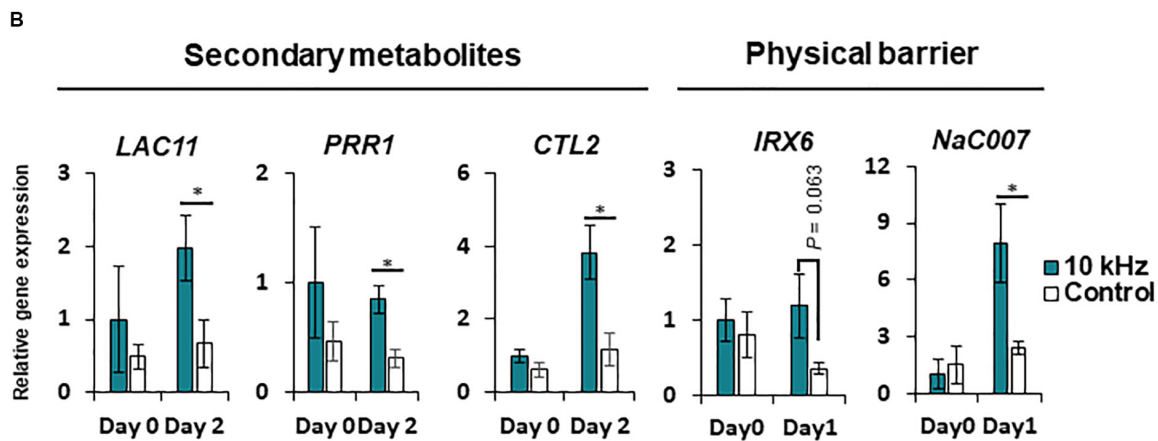 B
Secondary metabolites
Physical barrier
LAC11
PRR1
CTL2
IRX6
NaC007
Relative gene expression
3
2
1
0
*
Day 0 Day 2
2
1
0
*
Day 0 Day 2
6
4
2
0
*
Day 0 Day 2
3
2
1
0
P = 0.063
Day0 Day1
12
9
6
3
0
*
Day0 Day1
10 kHz
Control